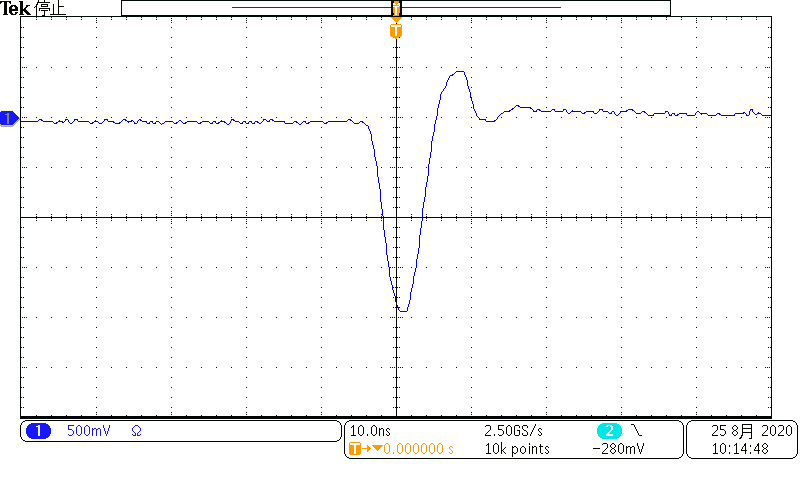 Tek 停止
T
T
1
1 500mV Ω
10.0ns 2.50GS/s 2 ∖
T→▼0.000000 s 10k points −280mV
25 8月 2020
10:14:48